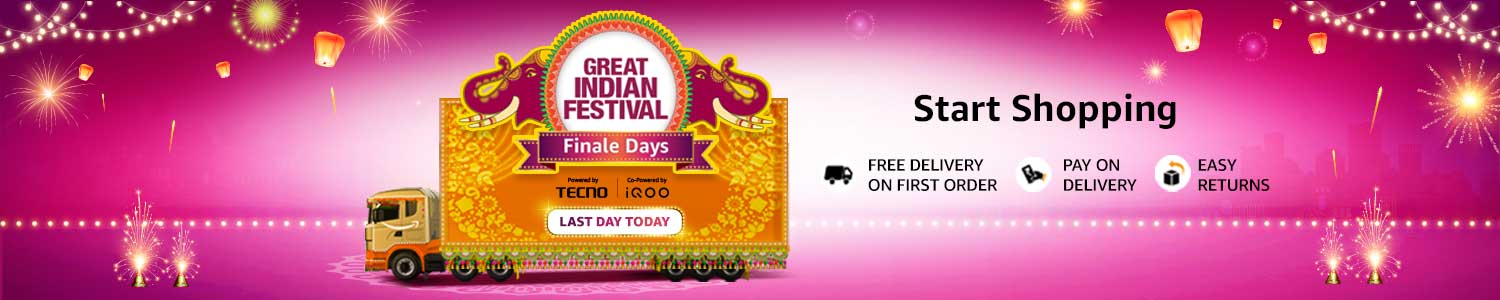 GREAT
INDIAN
FESTIVAL
Finale Days
Powered by
TECNO
Co-Powered by
iQOO
LAST DAY TODAY
Start Shopping
FREE DELIVERY
ON FIRST ORDER
PAY ON
DELIVERY
EASY
RETURNS